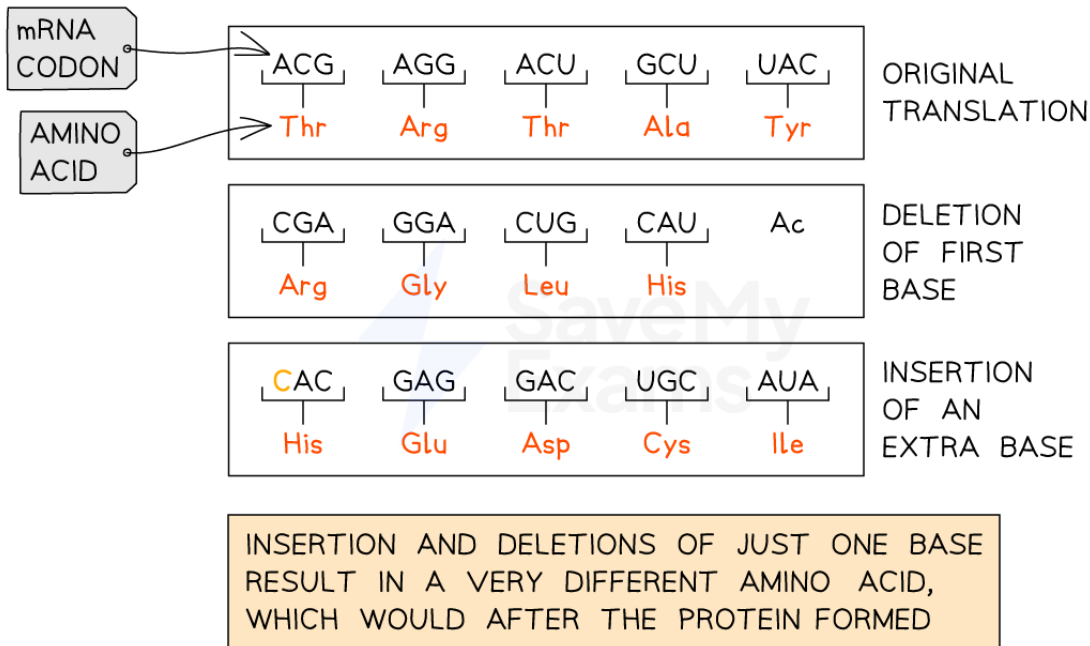 mRNA
CODON
AMINO
ACID
ACG AGG ACU GCU UAC
Thr Arg Thr Ala Tyr
ORIGINAL
TRANSLATION
CGA GGA CUG CAU Ac
Arg Gly Leu His
DELETION
OF FIRST
BASE
CAC GAG GAC UGC AUA
His Glu Asp Cys Ile
INSERTION
OF AN
EXTRA BASE
SaveMy
Exams
INSERTION AND DELETIONS OF JUST ONE BASE
RESULT IN A VERY DIFFERENT AMINO ACID,
WHICH WOULD AFTER THE PROTEIN FORMED